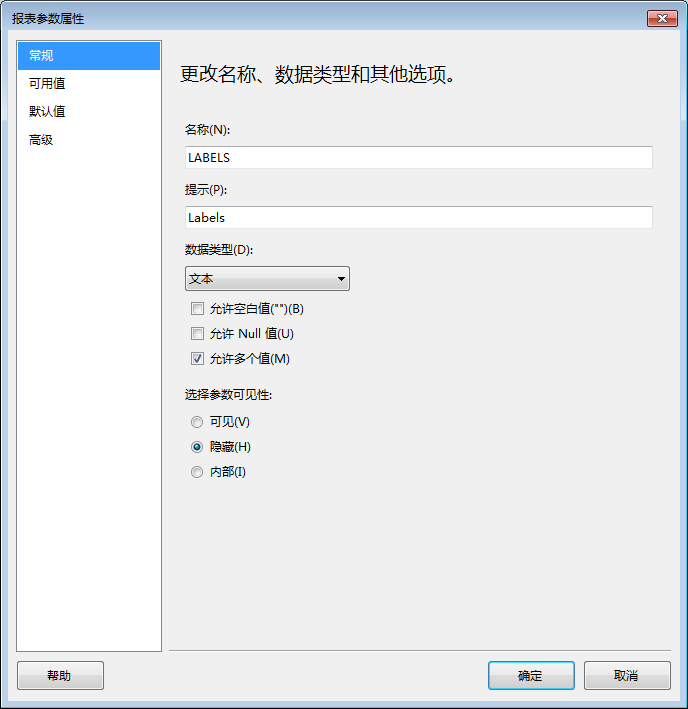 报表参数属性
常规
可用值
默认值
高级
更改名称、数据类型和其他选项。
名称(N):
LABELS
提示(P):
Labels
数据类型(D):
文本
允许空白值("")(B)
允许 Null 值(U)
允许多个值(M)
选择参数可见性:
可见(V)
隐藏(H)
内部(I)
帮助
确定
取消